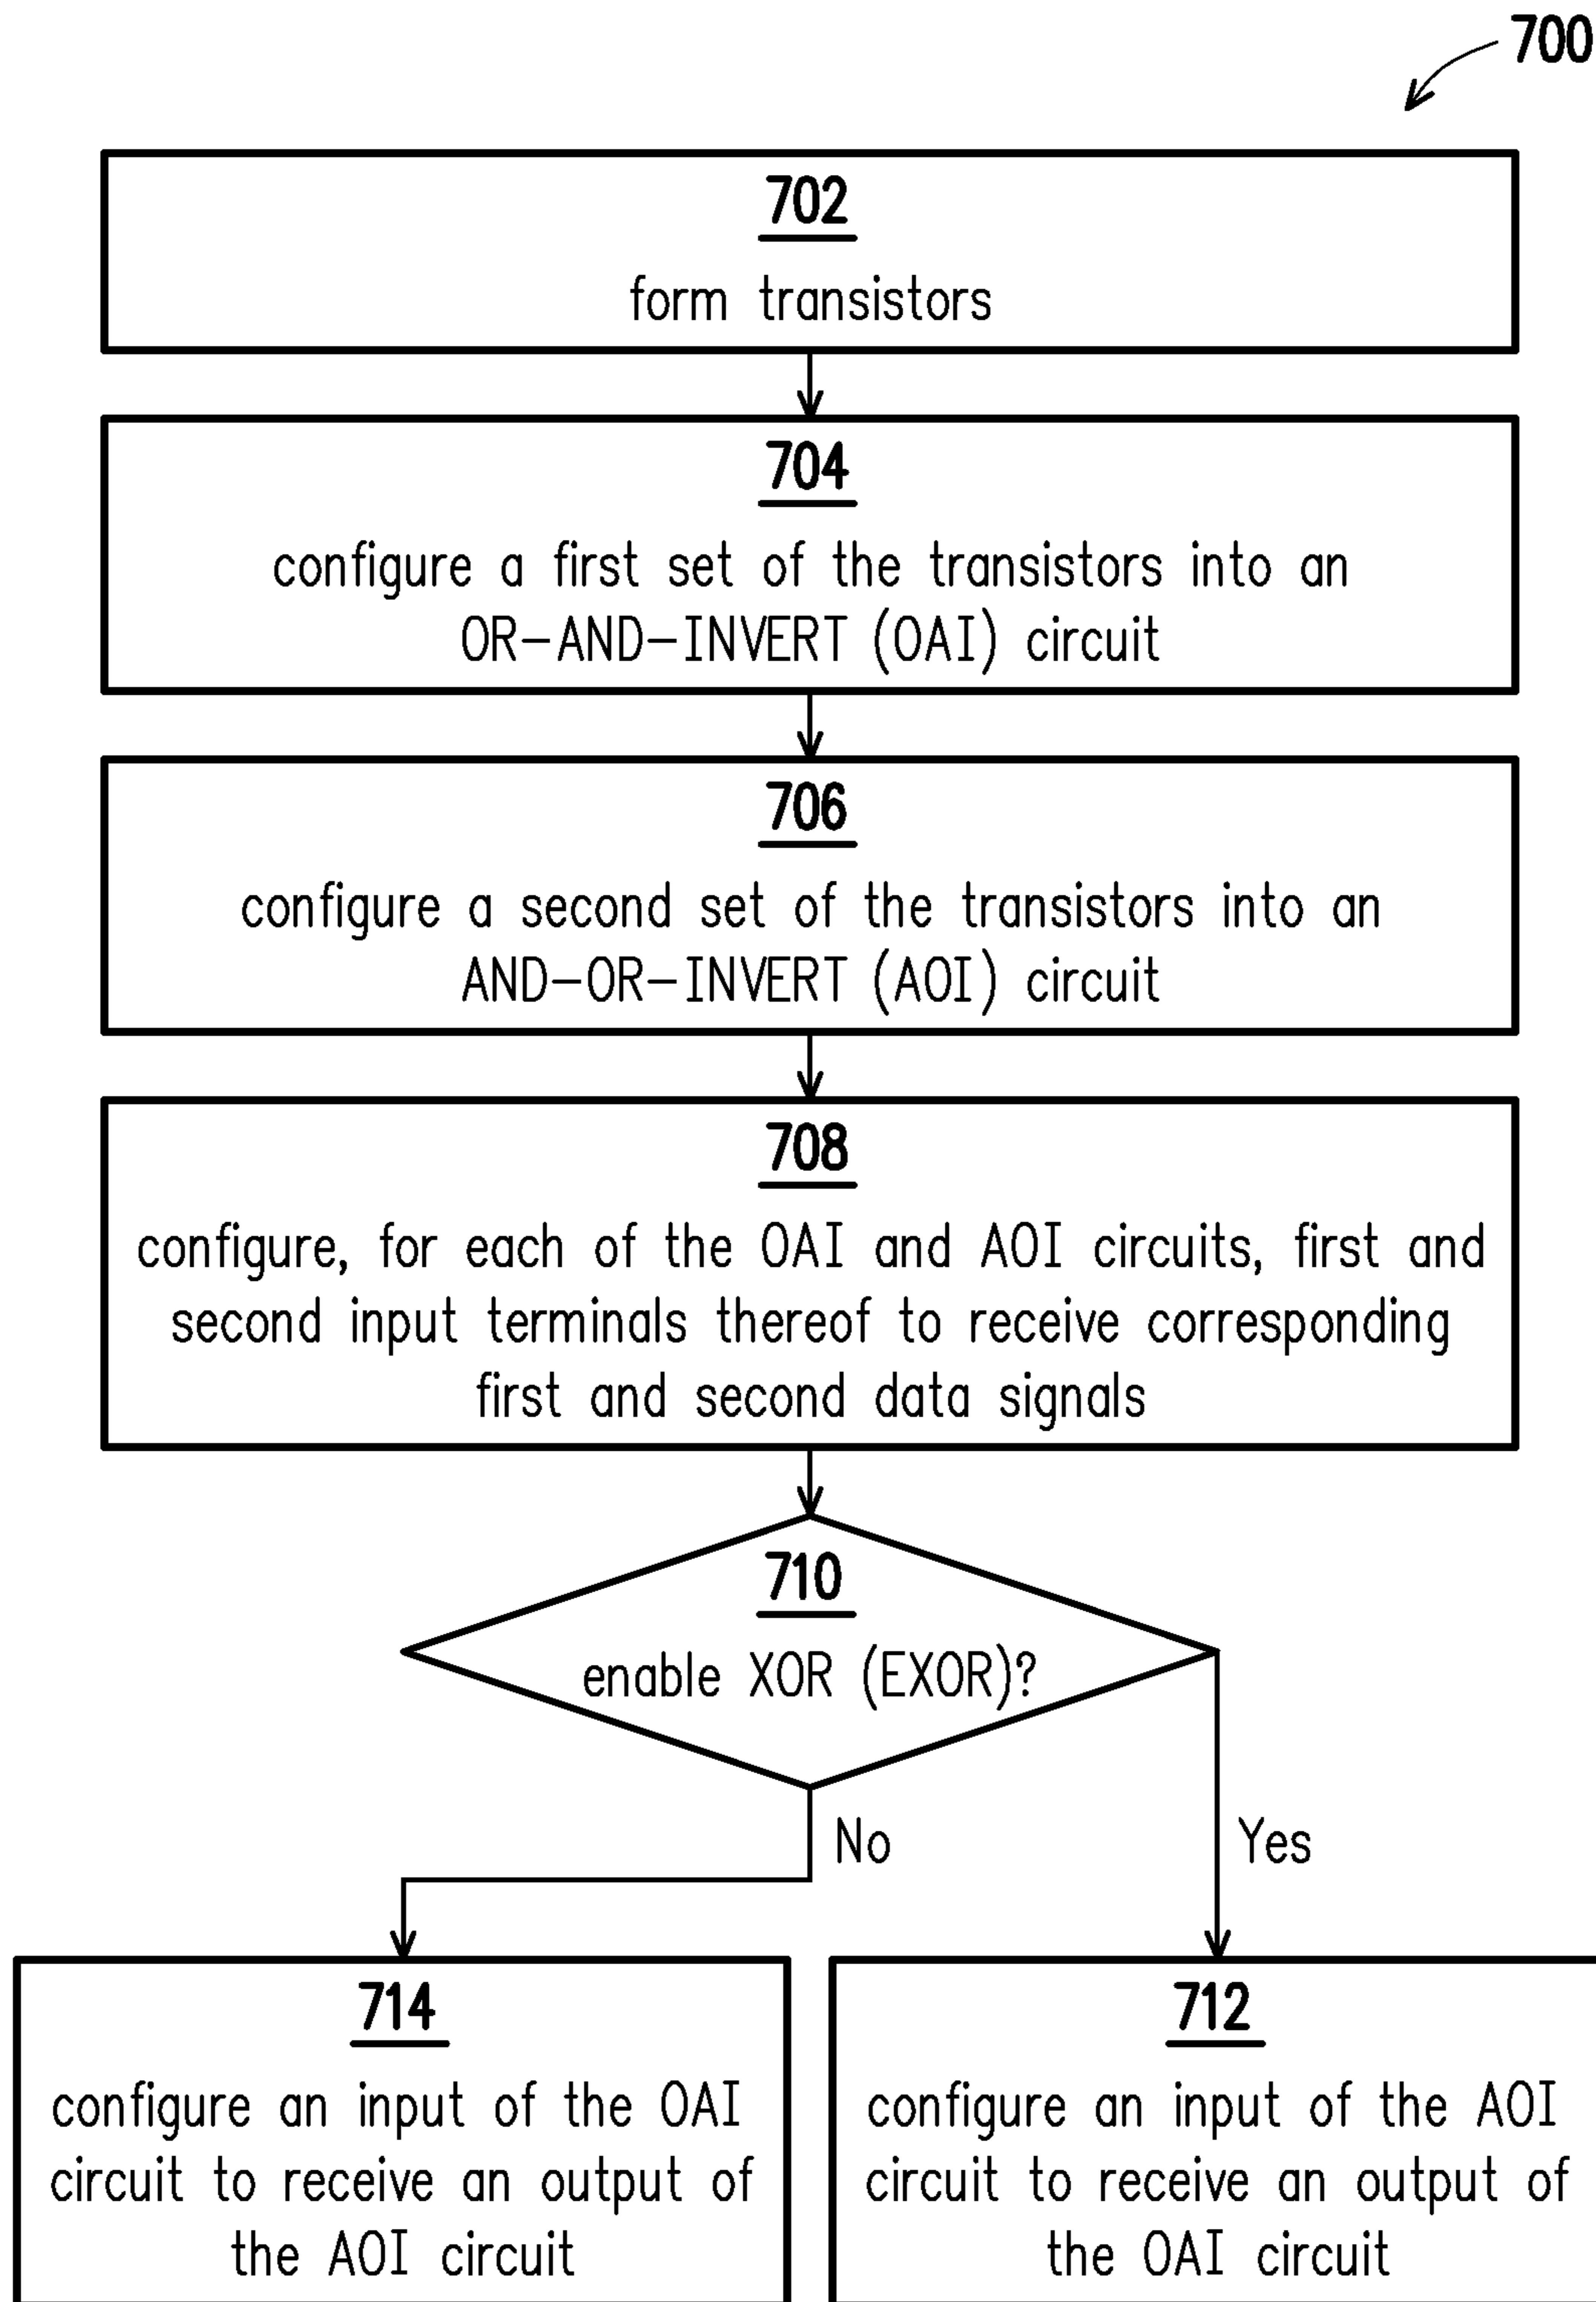 700
702
form transistors
704
configure a first set of the transistors into an
OR-AND-INVERT (OAI) circuit
706
configure a second set of the transistors into an
AND-OR-INVERT (AOI) circuit
708
configure, for each of the OAI and AOI circuits, first and
second input terminals thereof to receive corresponding
first and second data signals
710
enable XOR (EXOR)?
No
Yes
714
configure an input of the OAI
circuit to receive an output of
the AOI circuit
712
configure an input of the AOI
circuit to receive an output of
the OAI circuit